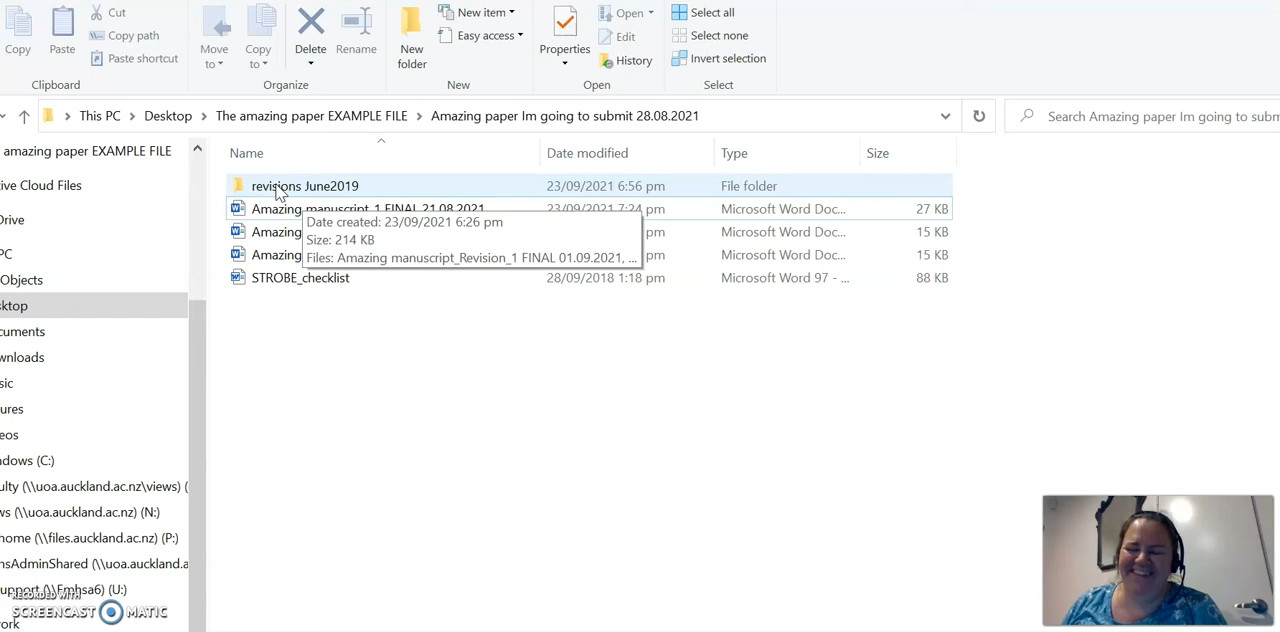 Copy
Paste
Cut
Copy path
Paste shortcut
Clipboard
Move to
Copy to
Delete
Rename
Organize
New folder
New item
Easy access
New
Properties
Open
Edit
History
Open
Select all
Select none
Invert selection
Select
This PC > Desktop > The amazing paper EXAMPLE FILE > Amazing paper Im going to submit 28.08.2021
Search Amazing paper Im going to subm
amazing paper EXAMPLE FILE
ive Cloud Files
Drive
PC
Objects
sktop
cuments
wnloads
sic
ures
eos
ndows (C:)
ulty (\\uoa.auckland.ac.nz\views) (
ws (\\uoa.auckland.ac.nz) (N:)
home (\\files.auckland.ac.nz) (P:)
nsAdminShared (\\uoa.auckland.a
upport (\\Fmhsa6) (U:)
ork
Name Date modified Type Size
revisions June2019 23/09/2021 6:56 pm File folder
Amazing manuscript_1 FINAL 21.08.2021 23/09/2021 7:24 pm Microsoft Word Doc... 27 KB
Amazing pm Microsoft Word Doc... 15 KB
Amazing pm Microsoft Word Doc... 15 KB
STROBE_checklist 28/09/2018 1:18 pm Microsoft Word 97 - ... 88 KB
Date created: 23/09/2021 6:26 pm
Size: 214 KB
Files: Amazing manuscript_Revision_1 FINAL 01.09.2021, ...
RECORDED WITH
SCREENCAST MATIC